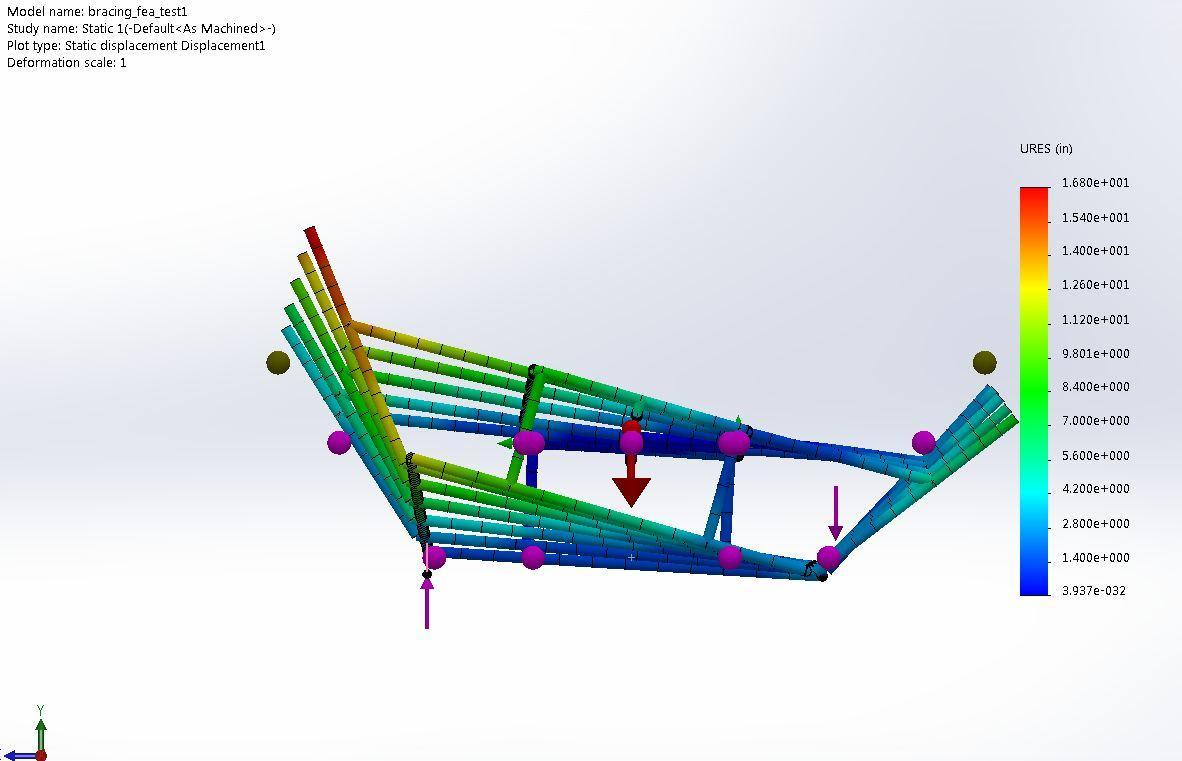 Model name: bracing_fea_test1
Study name: Static 1(-Default<As Machined>-)
Plot type: Static displacement Displacement1
Deformation scale: 1
URES (in)
1.680e+001
1.540e+001
1.400e+001
1.260e+001
1.120e+001
9.801e+000
8.400e+000
7.000e+000
5.600e+000
4.200e+000
2.800e+000
1.400e+000
3.937e-032
Y